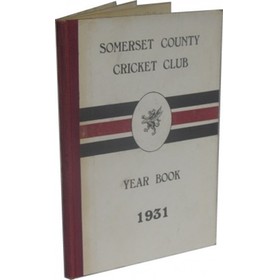 SOMERSET COUNTY
CRICKET CLUB
YEAR BOOK
1931